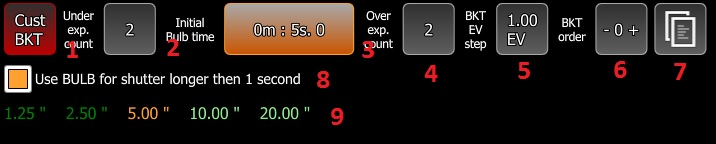 Cust BKT
Under exp. count
2
Initial Bulb time
0m : 5s. 0
Over exp. count
2
BKT EV step
1.00 EV
BKT order
- 0 +
1
2
3
4
5
6
7
Use BULB for shutter longer then 1 second
8
1.25 " 2.50 " 5.00 " 10.00 " 20.00 "
9